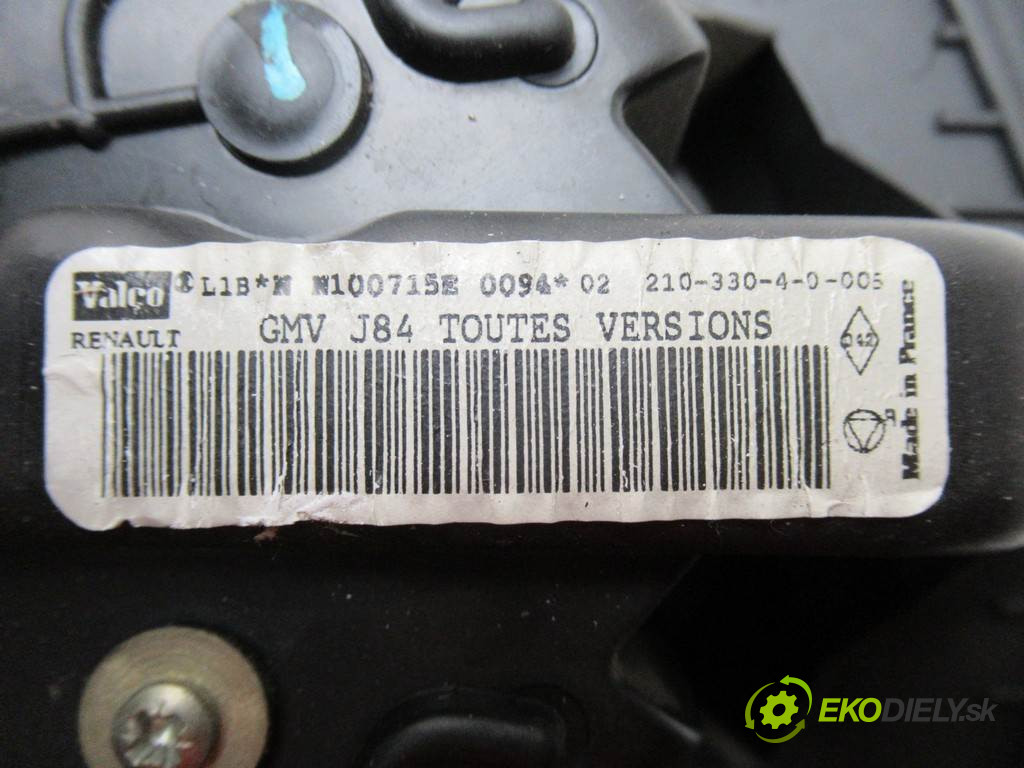 Valeo ® L1B*N N100715E 0094* 02 210-330-4-0-005
RENAULT GMV J84 TOUTES VERSIONS
Made in France
EKODIELY.sk